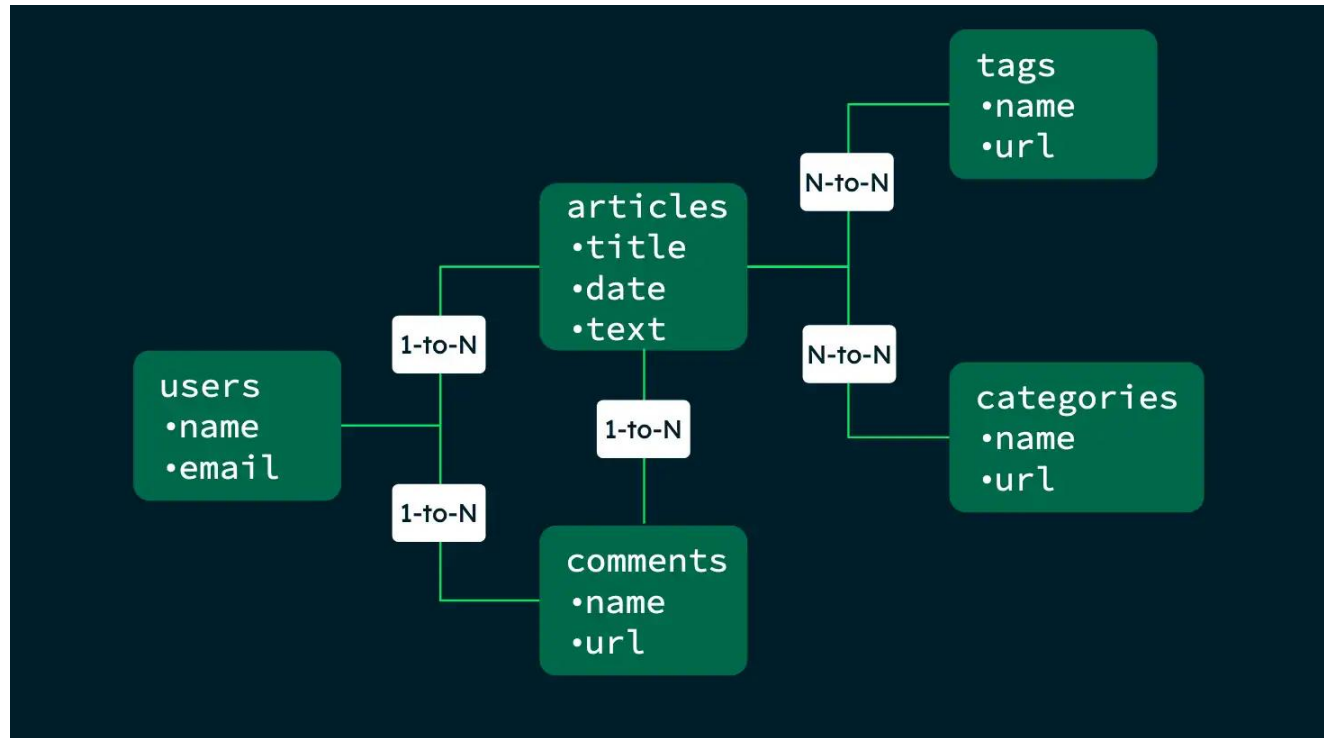 tags
•name
•url
N-to-N
articles
•title
•date
•text
1-to-N
N-to-N
users
•name
•email
1-to-N
categories
•name
•url
1-to-N
comments
•name
•url